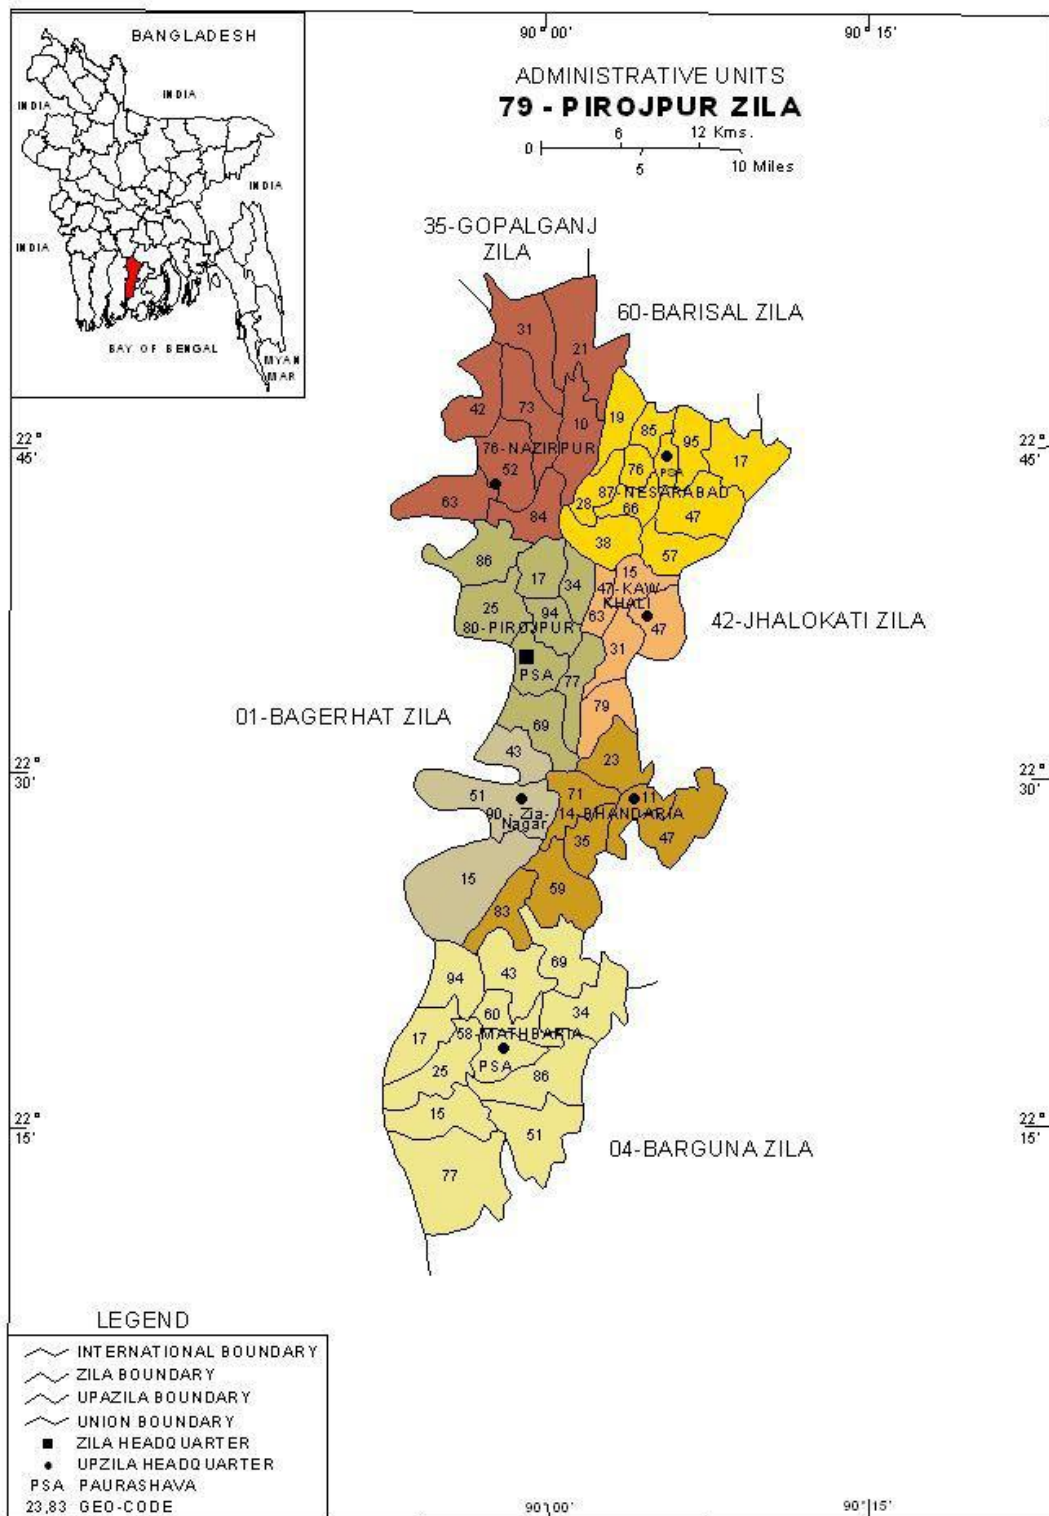 BANGLADESH
INDIA
INDIA
INDIA
INDIA
BAY OF BENGAL
MYAN
MAR
90°00'
90°15'
ADMINISTRATIVE UNITS
79 - PIROJPUR ZILA
6 12 Kms.
0
5 10 Miles
35-GOPALGANJ
ZILA
60-BARISAL ZILA
31
21
42
73
10
76-NAZIRPUR
52
63
84
19
85
95
17
PSA
76
87-NESARABAD
28
66
47
38
57
22°
45'
22°
45'
86
17
34
25
94
80-PIROJPUR
PSA
77
69
15
47-KAW
KHALI
63
47
31
79
42-JHALOKATI ZILA
01-BAGERHAT ZILA
43
51
90 - Zia-
Nagar
15
23
71
11
14-BHANDARIA
35
47
59
83
22°
30'
22°
30'
69
94
43
60
34
17
58-MATHBARIA
PSA
25
86
15
51
77
22°
15'
22°
15'
04-BARGUNA ZILA
LEGEND
INTERNATIONAL BOUNDARY
ZILA BOUNDARY
UPAZILA BOUNDARY
UNION BOUNDARY
ZILA HEADQUARTER
UPZILA HEADQUARTER
PSA PAURASHAVA
23,83 GEO-CODE
90°00'
90°15'